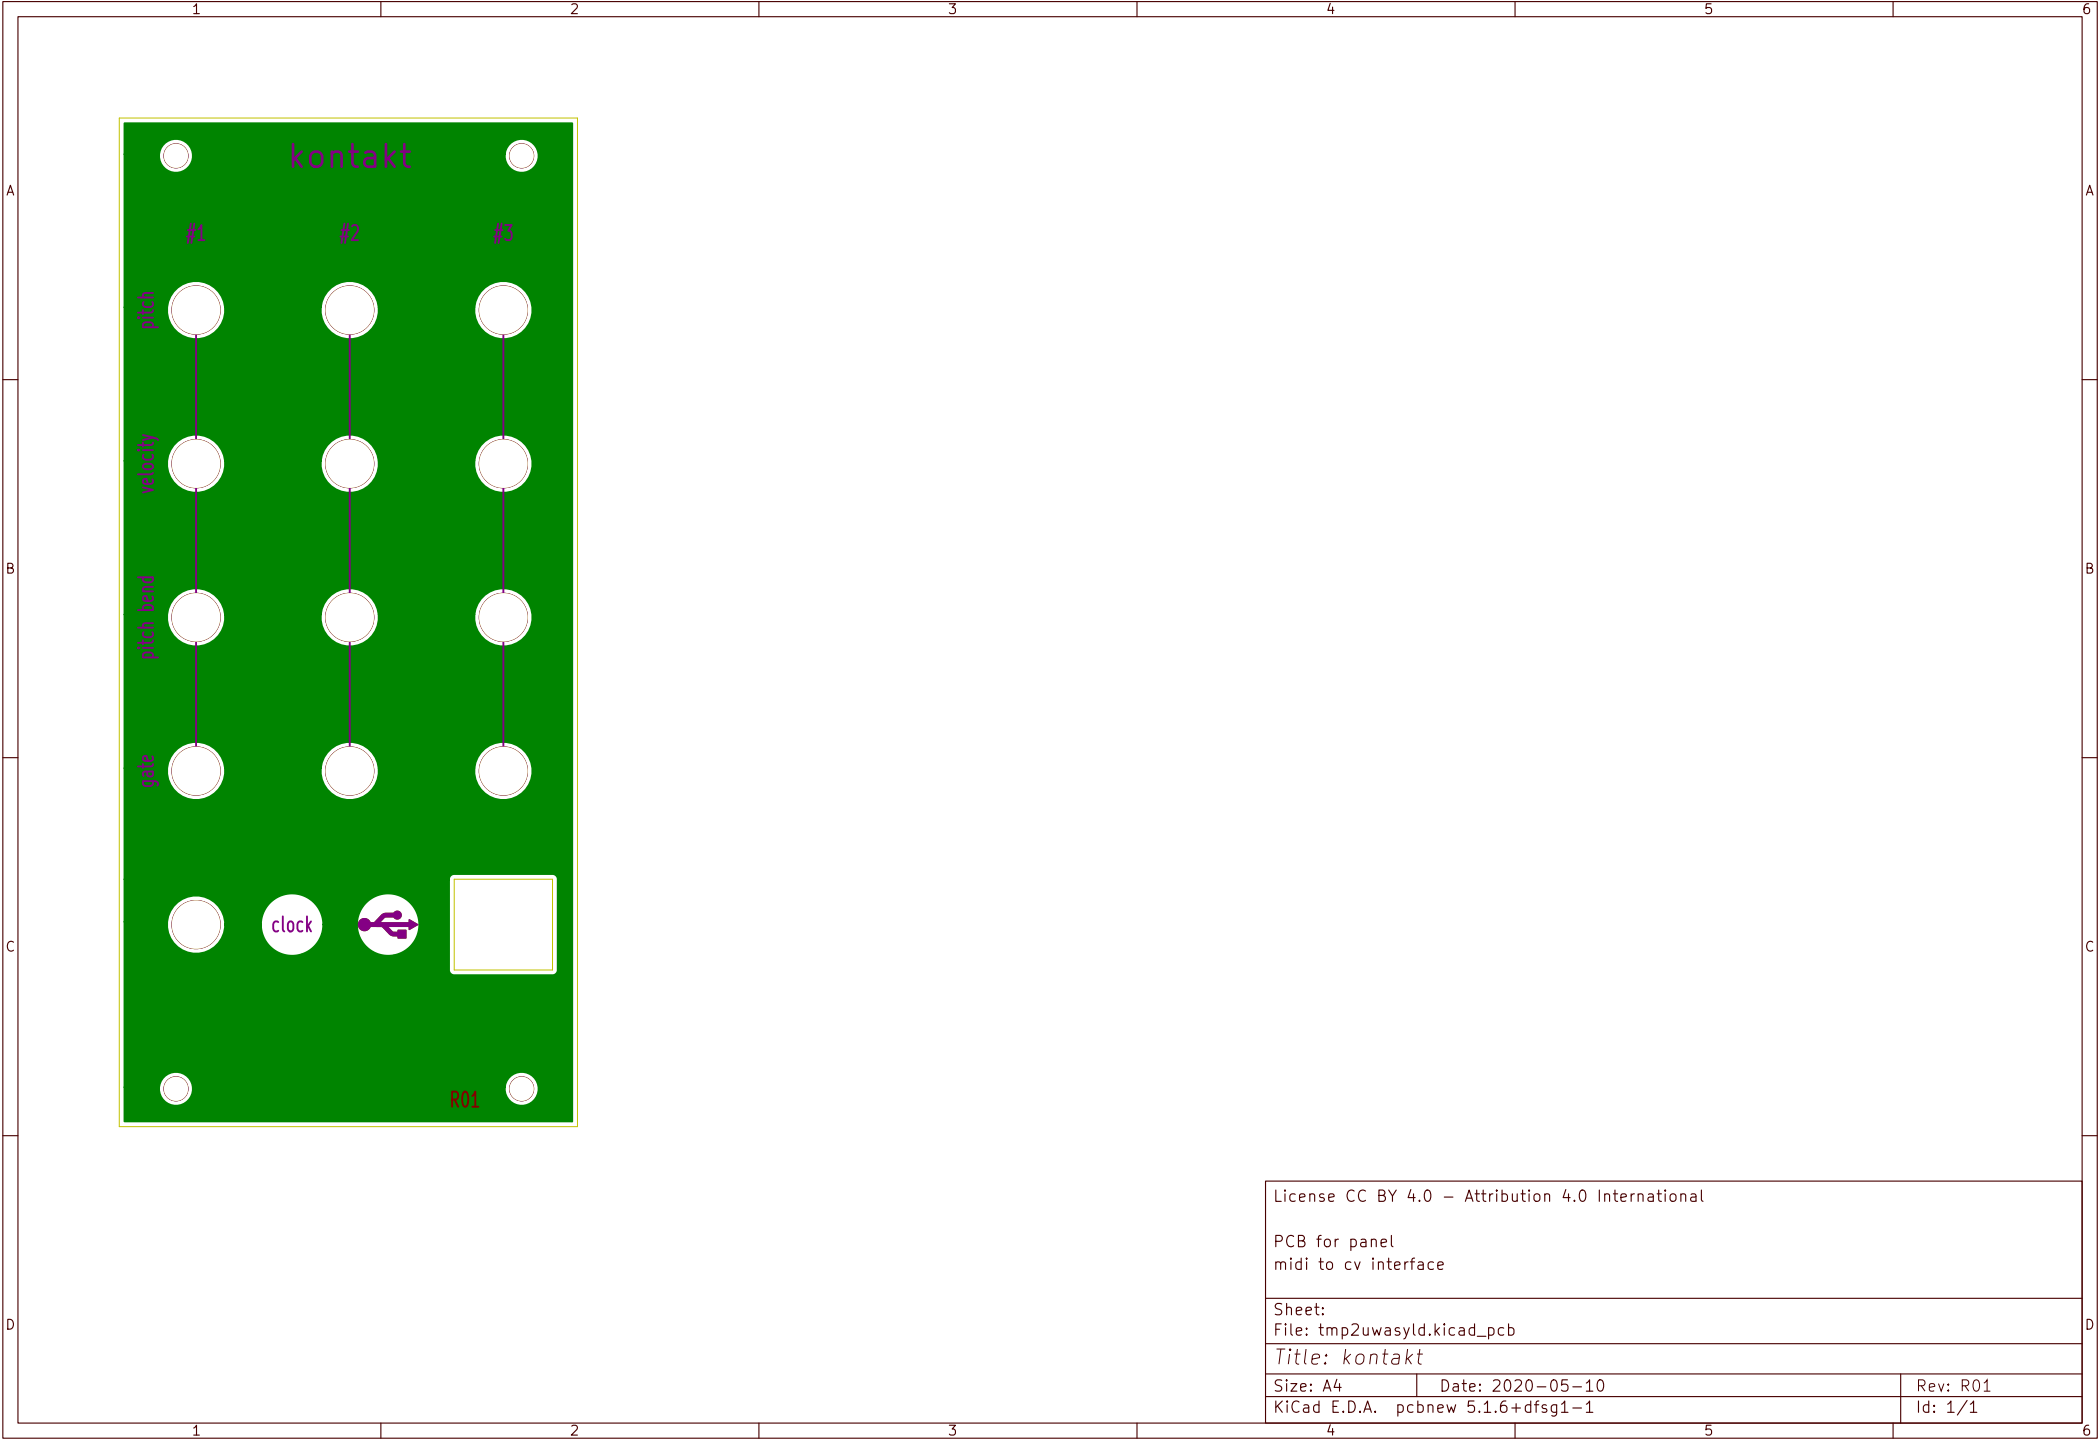 1 2 3 4 5 6
A A
kontakt
#1 #2 #3
pitch
velocity
B B
pitch bend
gate
clock
C C
R01
License CC BY 4.0 - Attribution 4.0 International
PCB for panel
midi to cv interface
Sheet:
File: tmp2uwasyld.kicad_pcb
D D
Title: kontakt
Size: A4 Date: 2020-05-10 Rev: R01
KiCad E.D.A. pcbnew 5.1.6+dfsg1-1 Id: 1/1
1 2 3 4 5 6